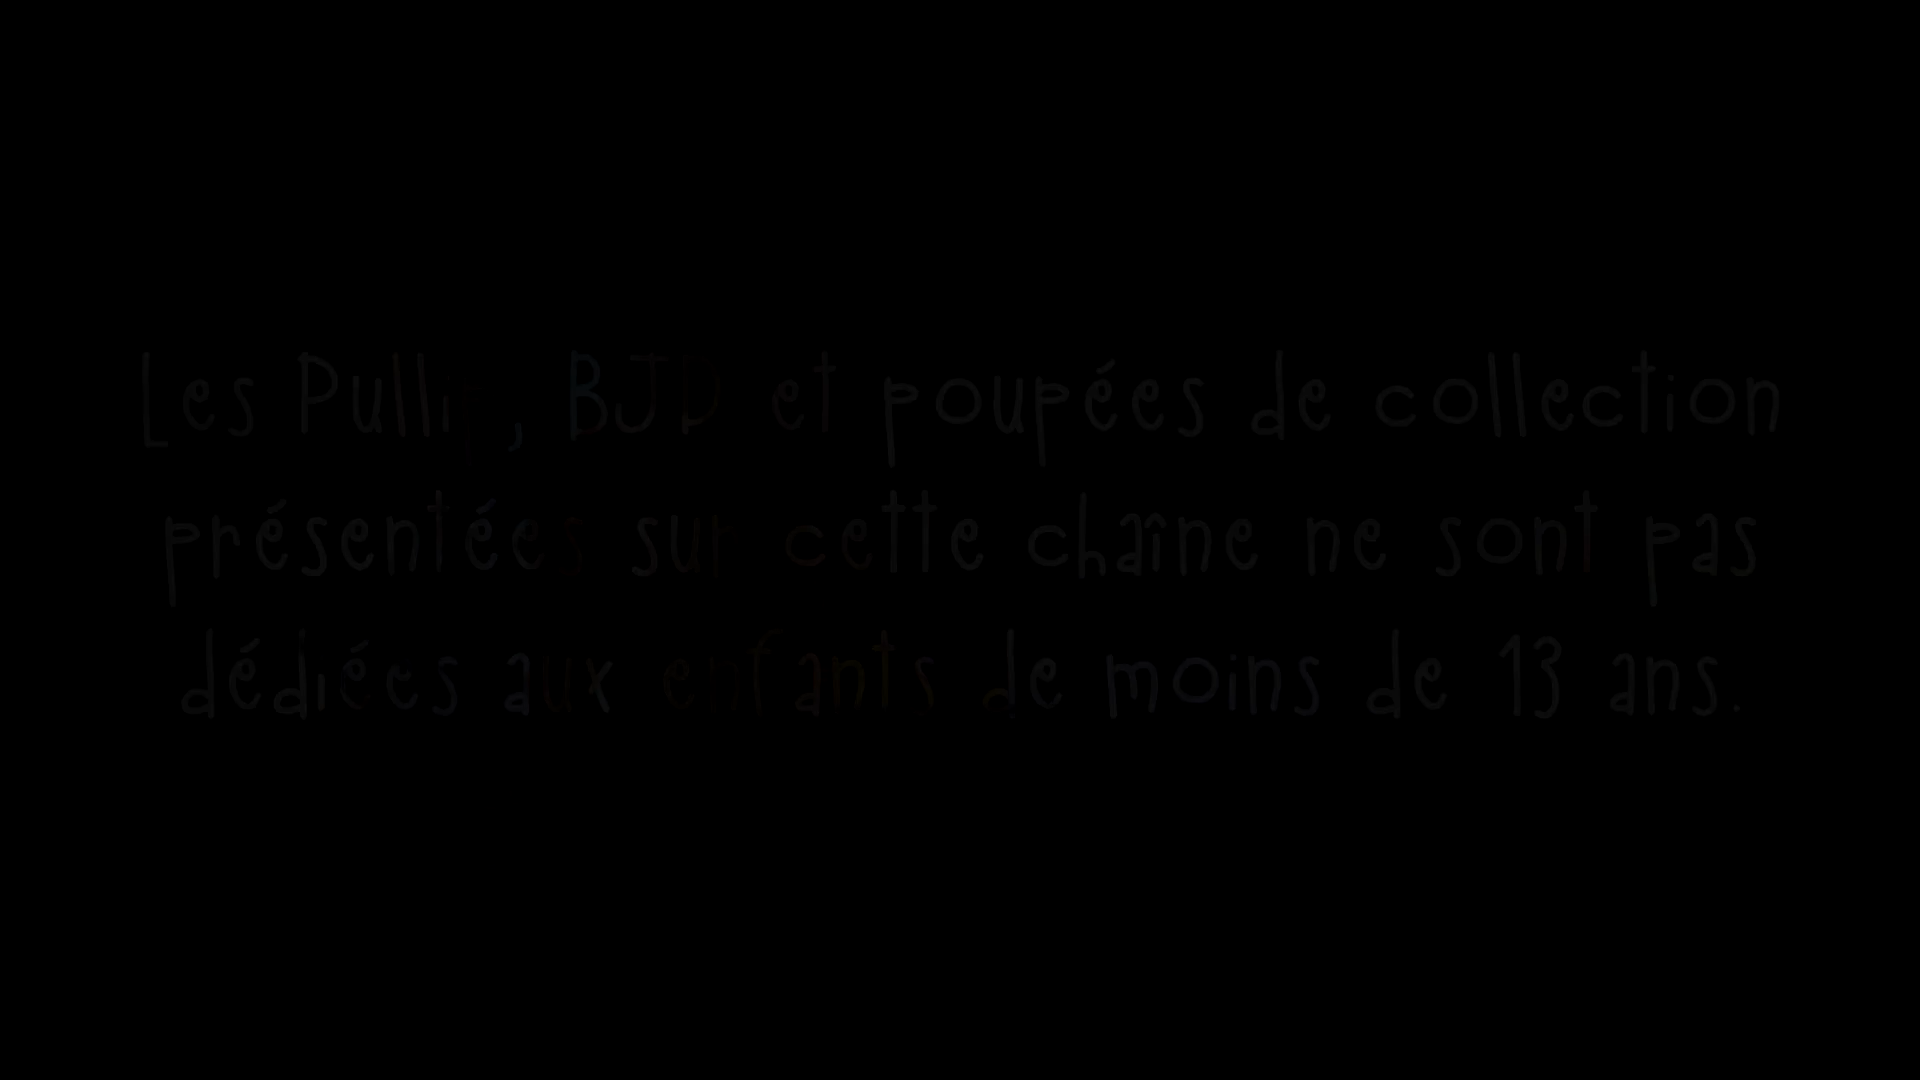 Les Pullip, BJD et poupées de collection
présentées sur cette chaîne ne sont pas
dédiées aux enfants de moins de 13 ans.